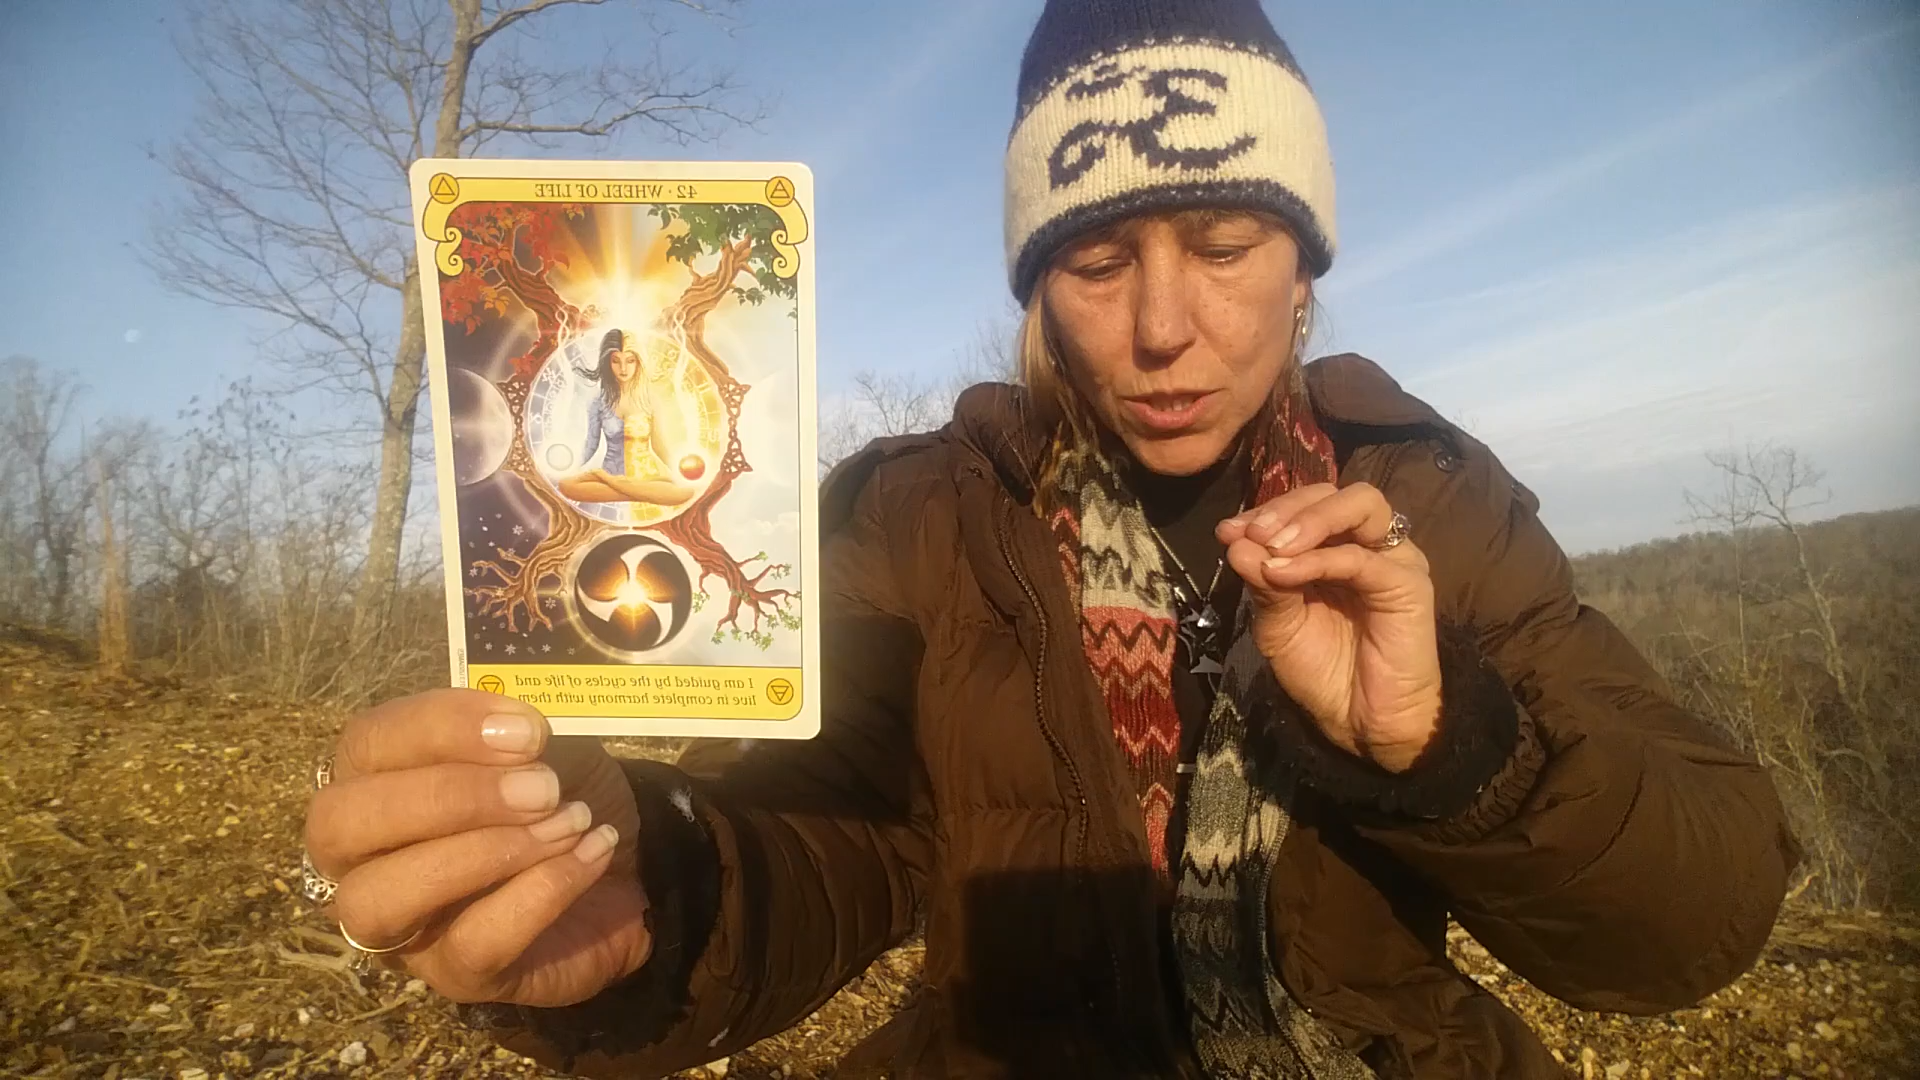 42 · WHEEL OF LIFE
I am guided by the cycles of life and
live in complete harmony with them